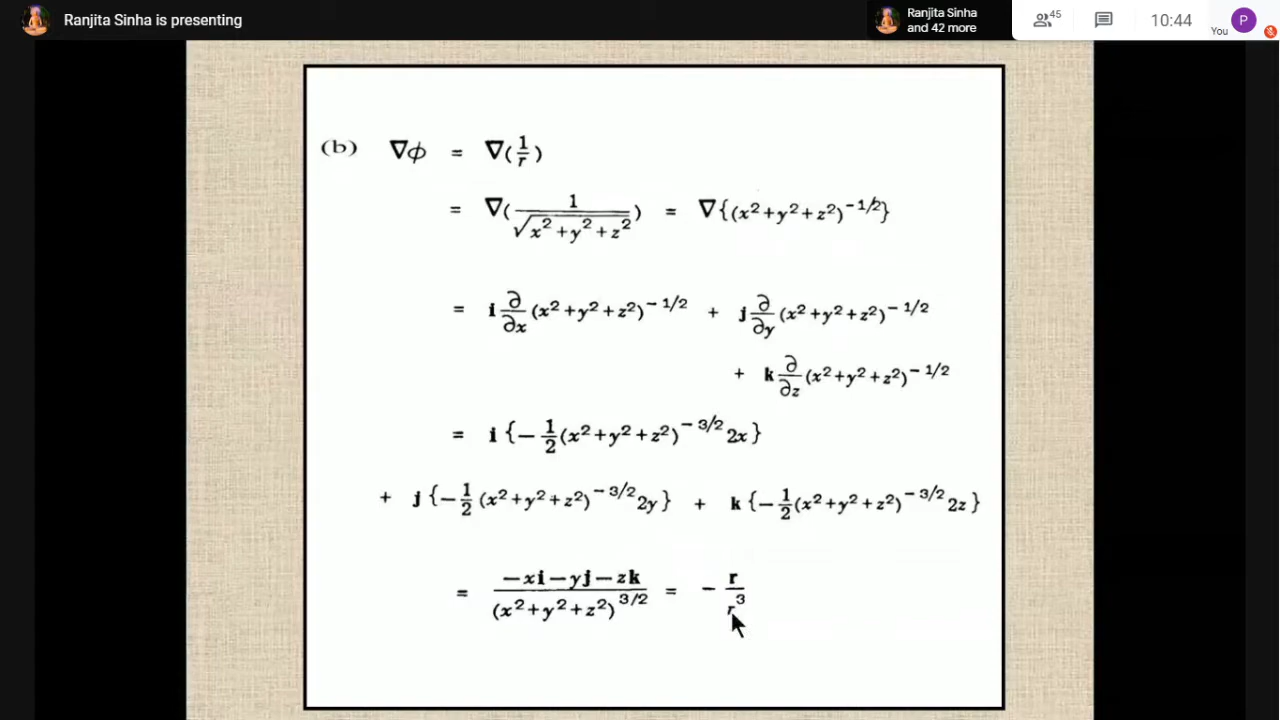 Ranjita Sinha is presenting
Ranjita Sinha
and 42 more
45
10:44
You
P
(b) ∇ϕ = ∇(1/r)
= ∇(1/√(x²+y²+z²)) = ∇{(x²+y²+z²)^−1/2}
= i ∂/∂x (x²+y²+z²)^−1/2 + j ∂/∂y (x²+y²+z²)^−1/2
+ k ∂/∂z (x²+y²+z²)^−1/2
= i {−1/2 (x²+y²+z²)^−3/2 2x}
+ j {−1/2 (x²+y²+z²)^−3/2 2y} + k {−1/2 (x²+y²+z²)^−3/2 2z}
= (−xi−yj−zk)/(x²+y²+z²)^3/2 = − r/r³